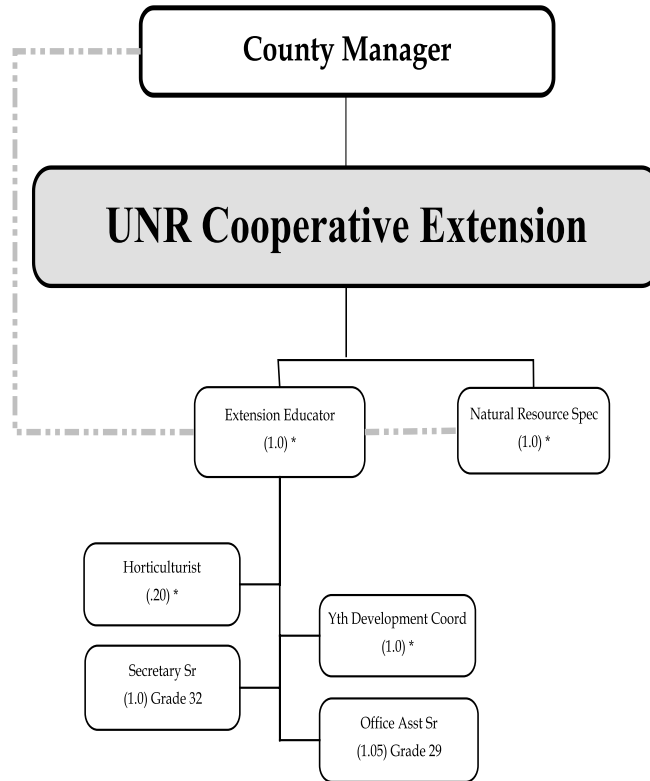 County Manager
UNR Cooperative Extension
Extension Educator
(1.0) *
Natural Resource Spec
(1.0) *
Horticulturist
(.20) *
Yth Development Coord
(1.0) *
Secretary Sr
(1.0) Grade 32
Office Asst Sr
(1.05) Grade 29